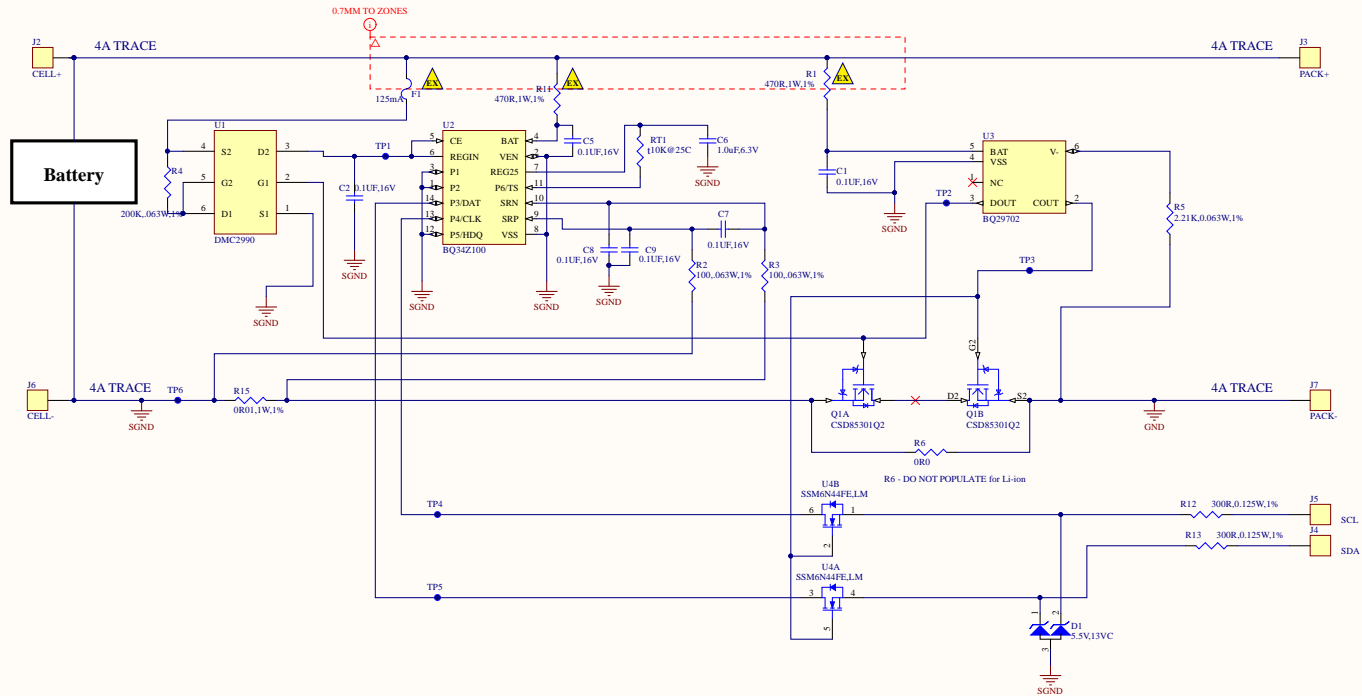 0.7MM TO ZONES
i
J2
4A TRACE
4A TRACE
J3
CELL+
PACK+
EX
EX
EX
F1
125mA
R11
470R,1W,1%
R1
470R,1W,1%
Battery
U1
4 S2 D2 3
5 G2 G1 2
6 D1 S1 1
DMC2990
R4
200K,.063W,1%
TP1
C2 0.1UF,16V
SGND
SGND
U2
5 CE BAT 4
6 REGIN VEN 2
3 P1 REG25 7
1 P2 P6/TS 11
14 P3/DAT SRN 10
13 P4/CLK SRP 9
12 P5/HDQ VSS 8
BQ34Z100
SGND
SGND
C5
0.1UF,16V
RT1
t10K@25C
C6
1.0uF,6.3V
SGND
C7
0.1UF,16V
C8
0.1UF,16V
C9
0.1UF,16V
SGND
R2
100,.063W,1%
R3
100,.063W,1%
C1
0.1UF,16V
SGND
U3
5 BAT V- 6
4 VSS
1 NC
3 DOUT COUT 2
BQ29702
TP2
TP3
R5
2.21K,0.063W,1%
J6
CELL-
4A TRACE
TP6
SGND
R15
0R01,1W,1%
Q1A
CSD85301Q2
G2
D2
S2
Q1B
CSD85301Q2
R6
0R0
R6 - DO NOT POPULATE for Li-ion
GND
4A TRACE
J7
PACK-
TP4
U4B
SSM6N44FE,LM
6
1
2
R12 300R,0.125W,1%
J5
SCL
R13 300R,0.125W,1%
J4
SDA
TP5
U4A
SSM6N44FE,LM
3
4
5
1
2
D1
5.5V,13VC
3
SGND